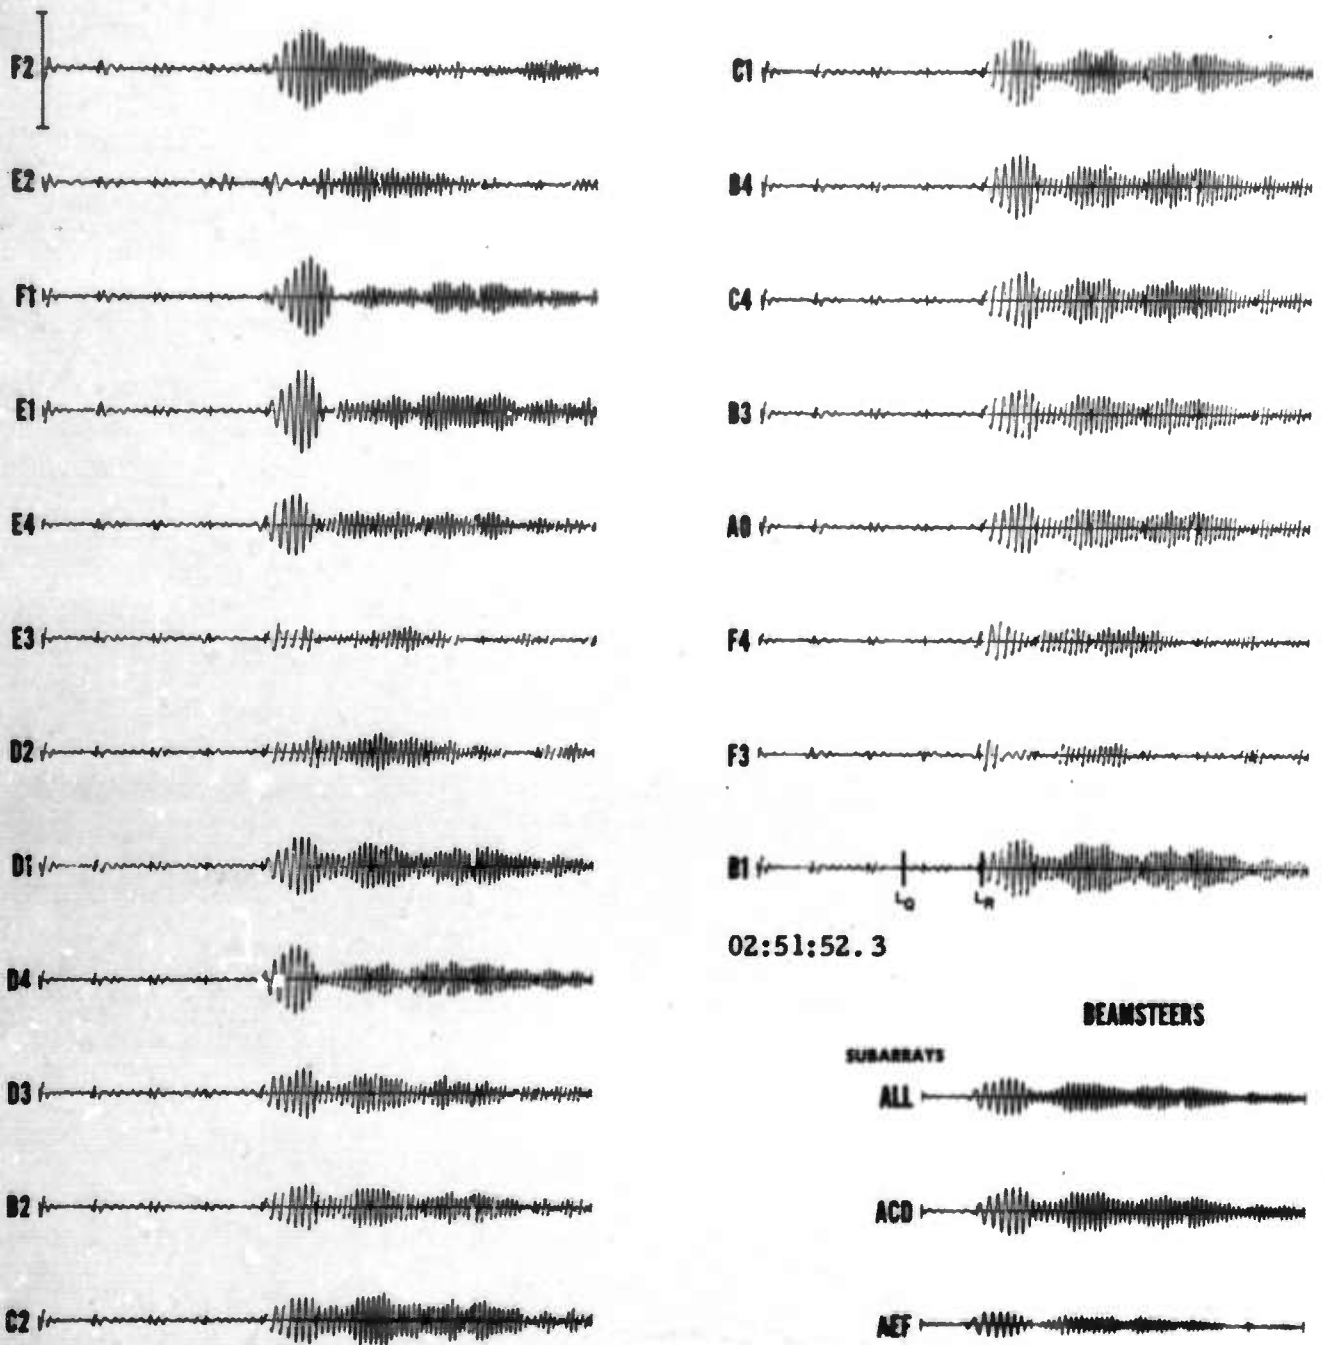 F2
E2
F1
E1
E4
E3
D2
D1
D4
D3
B2
C2
C1
B4
C4
B3
A0
F4
F3
B1
LQ
LR
02:51:52.3
BEAMSTEERS
SUBARRAYS
ALL
ACD
AEF